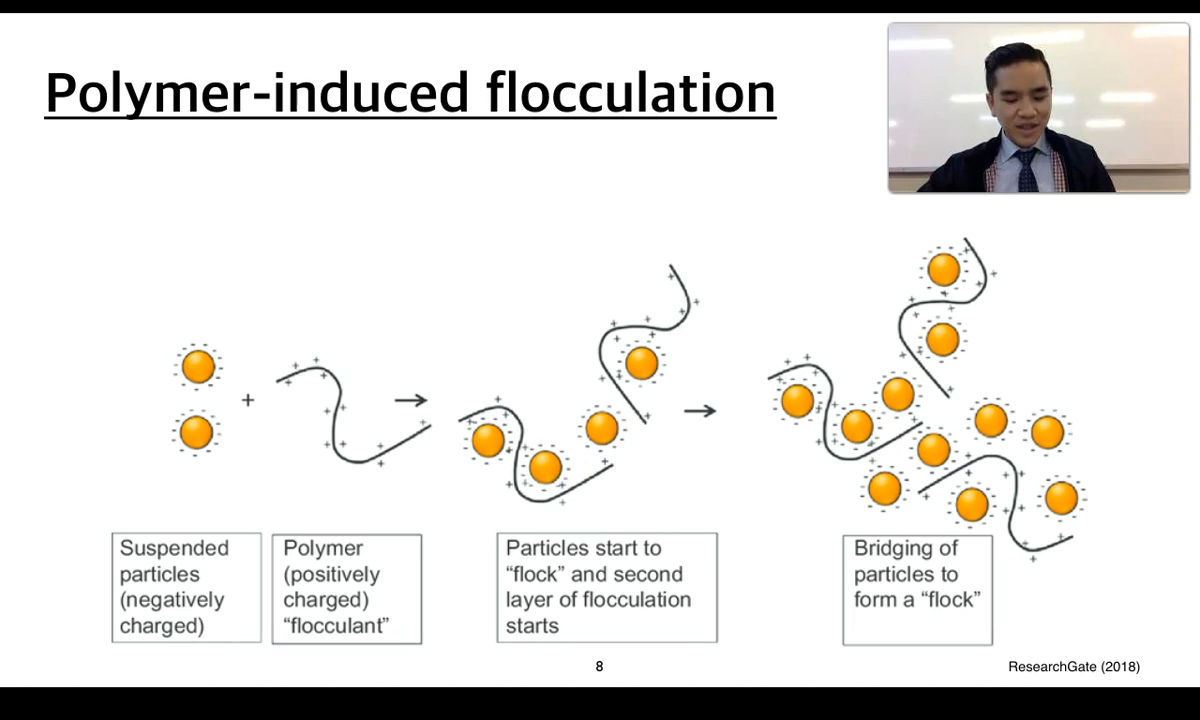 Polymer-induced flocculation
+
Suspended
particles
(negatively
charged)
Polymer
(positively
charged)
“flocculant”
Particles start to
“flock” and second
layer of flocculation
starts
Bridging of
particles to
form a “flock”
8
ResearchGate (2018)